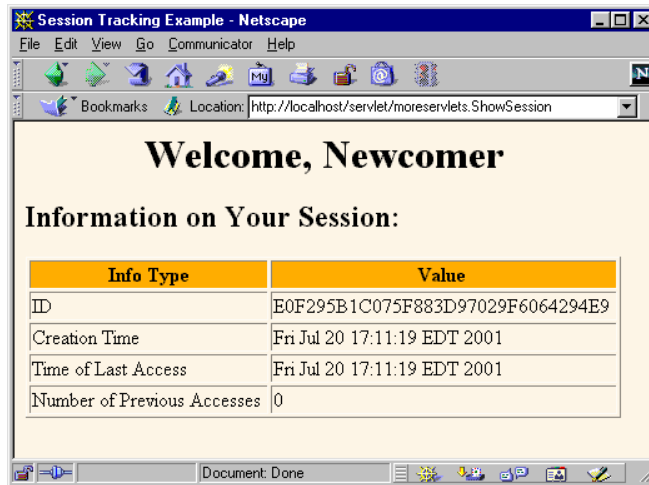 Session Tracking Example - Netscape
File Edit View Go Communicator Help
My
N
Bookmarks Location: http://localhost/servlet/moreservlets.ShowSession
Welcome, Newcomer
Information on Your Session:
Info Type Value
ID E0F295B1C075F883D97029F6064294E9
Creation Time Fri Jul 20 17:11:19 EDT 2001
Time of Last Access Fri Jul 20 17:11:19 EDT 2001
Number of Previous Accesses 0
Document: Done